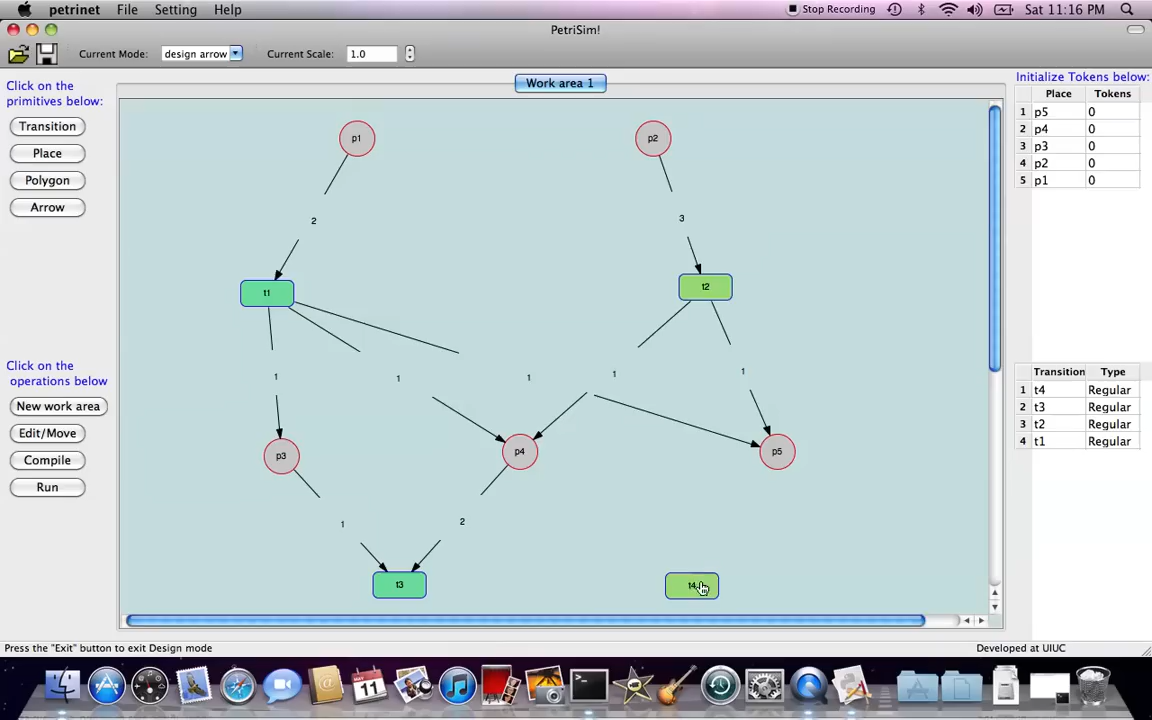 petrinet File Setting Help Stop Recording Sat 11:16 PM
PetriSim!
Current Mode: design arrow Current Scale: 1.0
Click on the
primitives below:
Transition
Place
Polygon
Arrow
Click on the
operations below
New work area
Edit/Move
Compile
Run
Work area 1
p1
p2
2
3
t1
t2
1
1
1
1
1
p3
p4
p5
1
2
t3
t4
Initialize Tokens below:
Place Tokens
1 p5 0
2 p4 0
3 p3 0
4 p2 0
5 p1 0
Transition Type
1 t4 Regular
2 t3 Regular
3 t2 Regular
4 t1 Regular
Press the "Exit" button to exit Design mode
Developed at UIUC
MAY
11